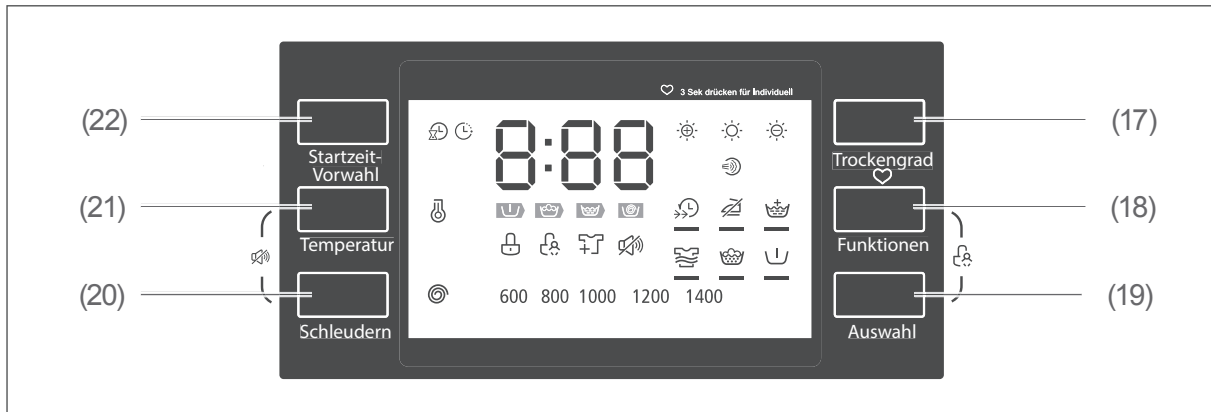 ♡ 3 Sek drücken für Individuell
(22)
Startzeit-
Vorwahl
8:88
Trockengrad
(17)
(21)
Temperatur
Funktionen
(18)
(20)
Schleudern
600 800 1000 1200 1400
Auswahl
(19)